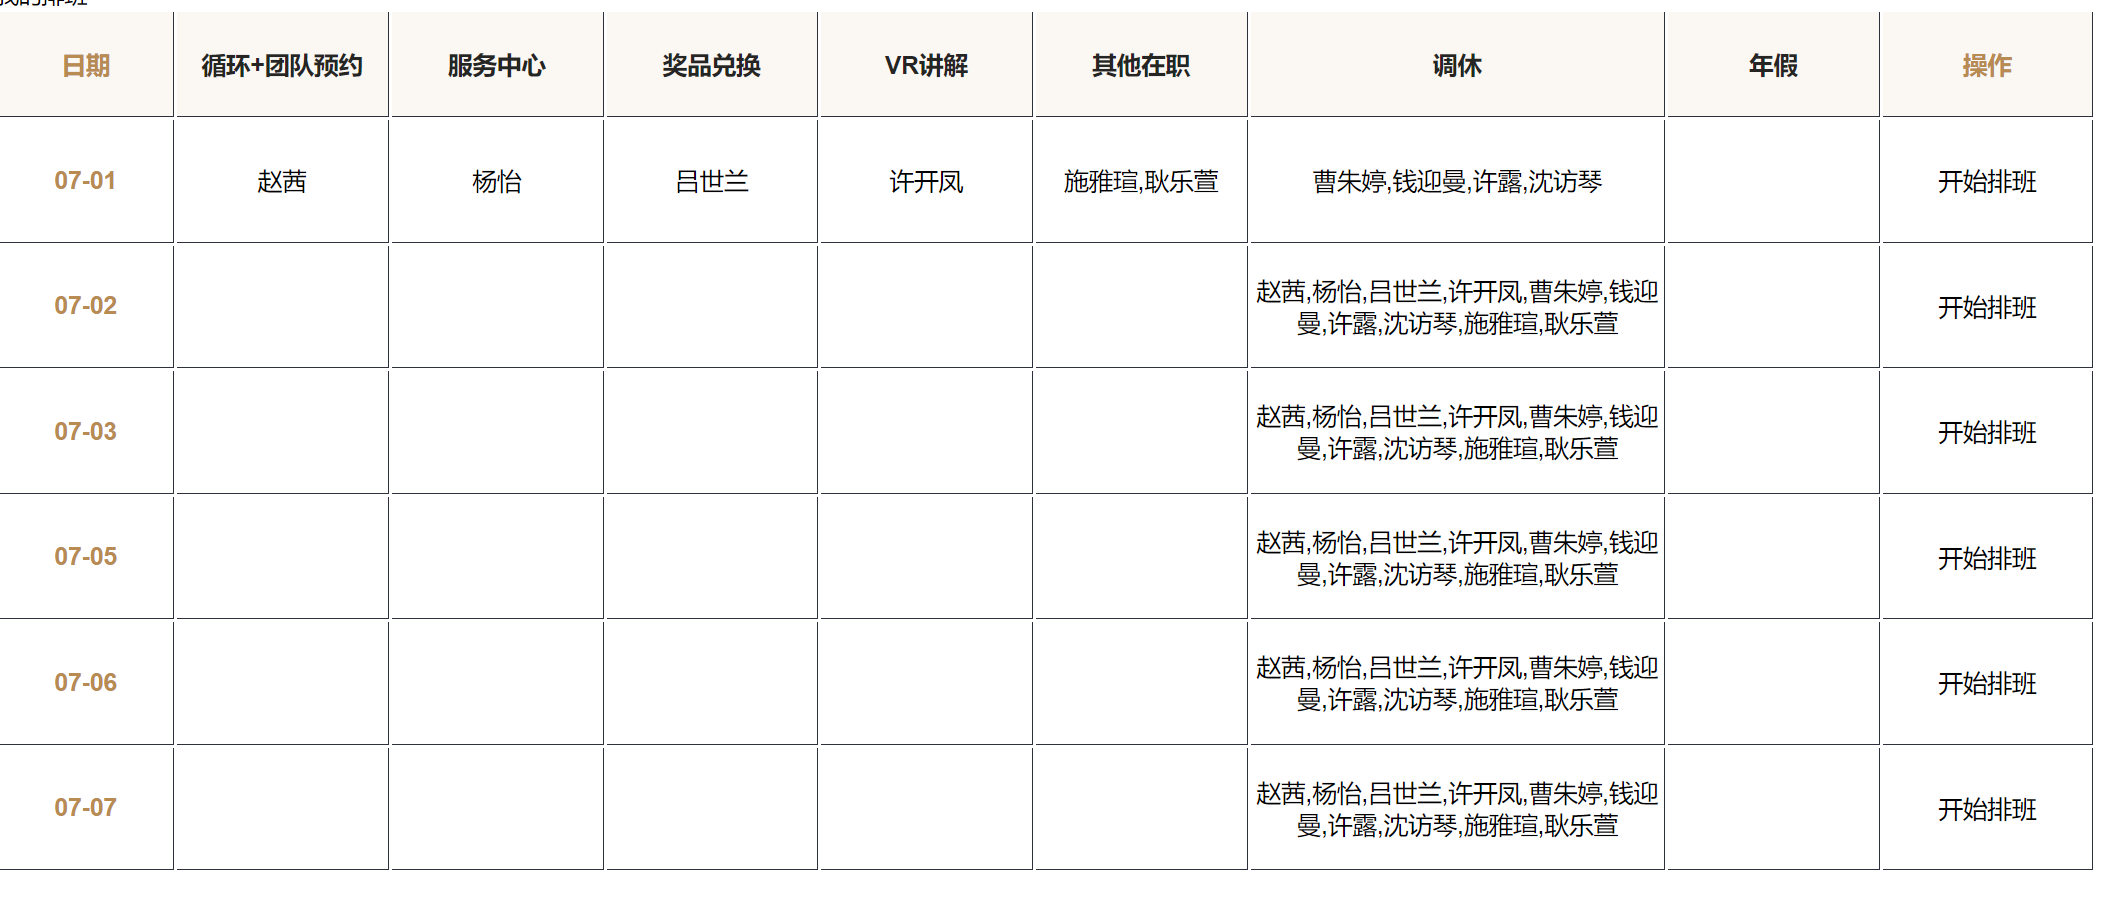 日期 循环+团队预约 服务中心 奖品兑换 VR讲解 其他在职 调休 年假 操作
07-01 赵茜 杨怡 吕世兰 许开凤 施雅瑄,耿乐萱 曹朱婷,钱迎曼,许露,沈访琴 开始排班
07-02 赵茜,杨怡,吕世兰,许开凤,曹朱婷,钱迎
曼,许露,沈访琴,施雅瑄,耿乐萱 开始排班
07-03 赵茜,杨怡,吕世兰,许开凤,曹朱婷,钱迎
曼,许露,沈访琴,施雅瑄,耿乐萱 开始排班
07-05 赵茜,杨怡,吕世兰,许开凤,曹朱婷,钱迎
曼,许露,沈访琴,施雅瑄,耿乐萱 开始排班
07-06 赵茜,杨怡,吕世兰,许开凤,曹朱婷,钱迎
曼,许露,沈访琴,施雅瑄,耿乐萱 开始排班
07-07 赵茜,杨怡,吕世兰,许开凤,曹朱婷,钱迎
曼,许露,沈访琴,施雅瑄,耿乐萱 开始排班